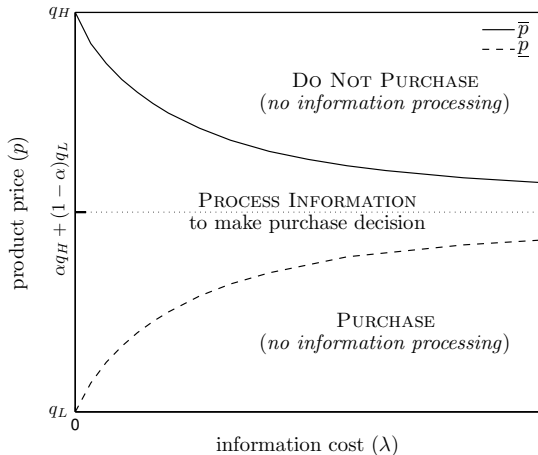 q_H
p̅
p̲
DO NOT PURCHASE
(no information processing)
product price (p)
αq_H + (1 − α)q_L
PROCESS INFORMATION
to make purchase decision
PURCHASE
(no information processing)
q_L
0
information cost (λ)